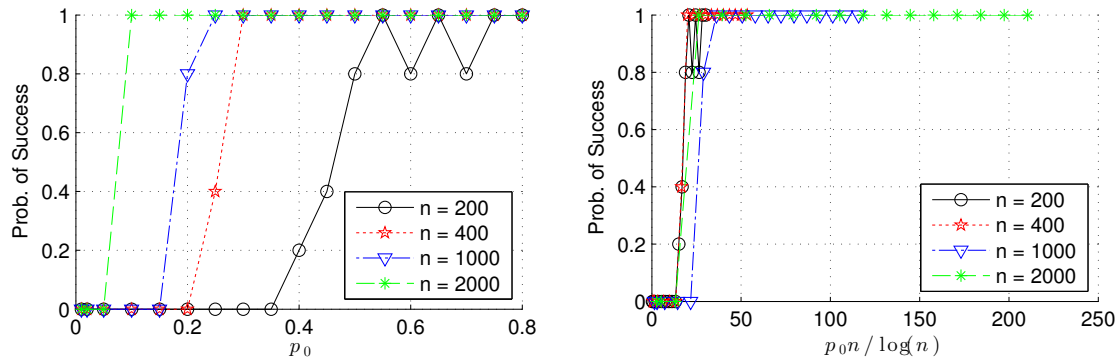 Prob. of Success
1
0.8
0.6
0.4
0.2
0
0 0.2 0.4 0.6 0.8
p₀
n = 200
n = 400
n = 1000
n = 2000
Prob. of Success
1
0.8
0.6
0.4
0.2
0
0 50 100 150 200 250
p₀n / log(n)
n = 200
n = 400
n = 1000
n = 2000